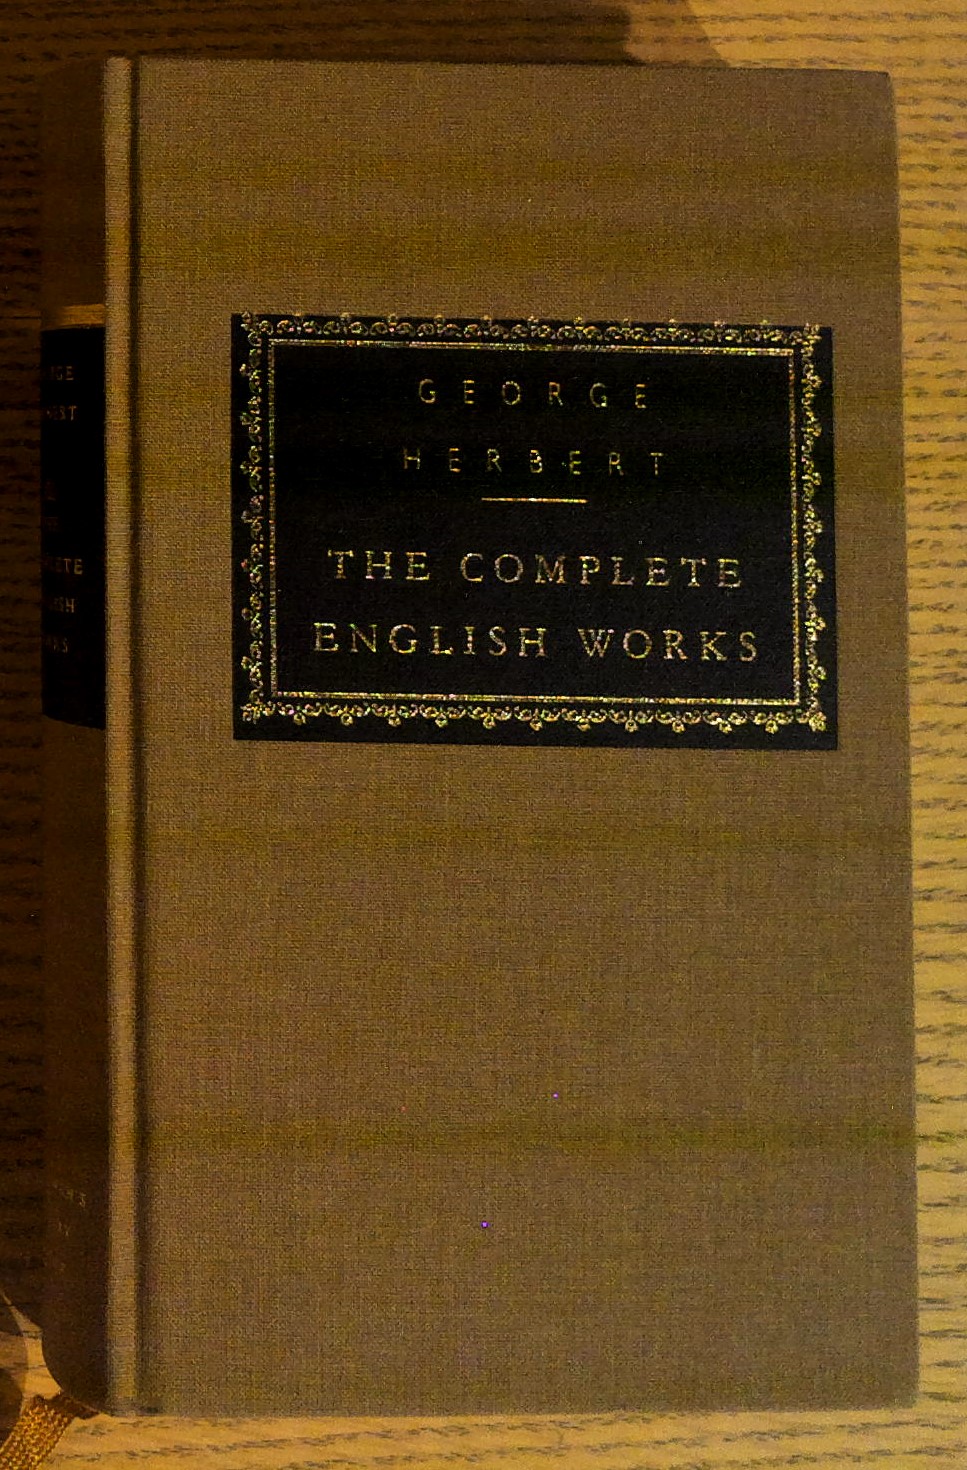 GEORGE
HERBERT
THE COMPLETE
ENGLISH WORKS